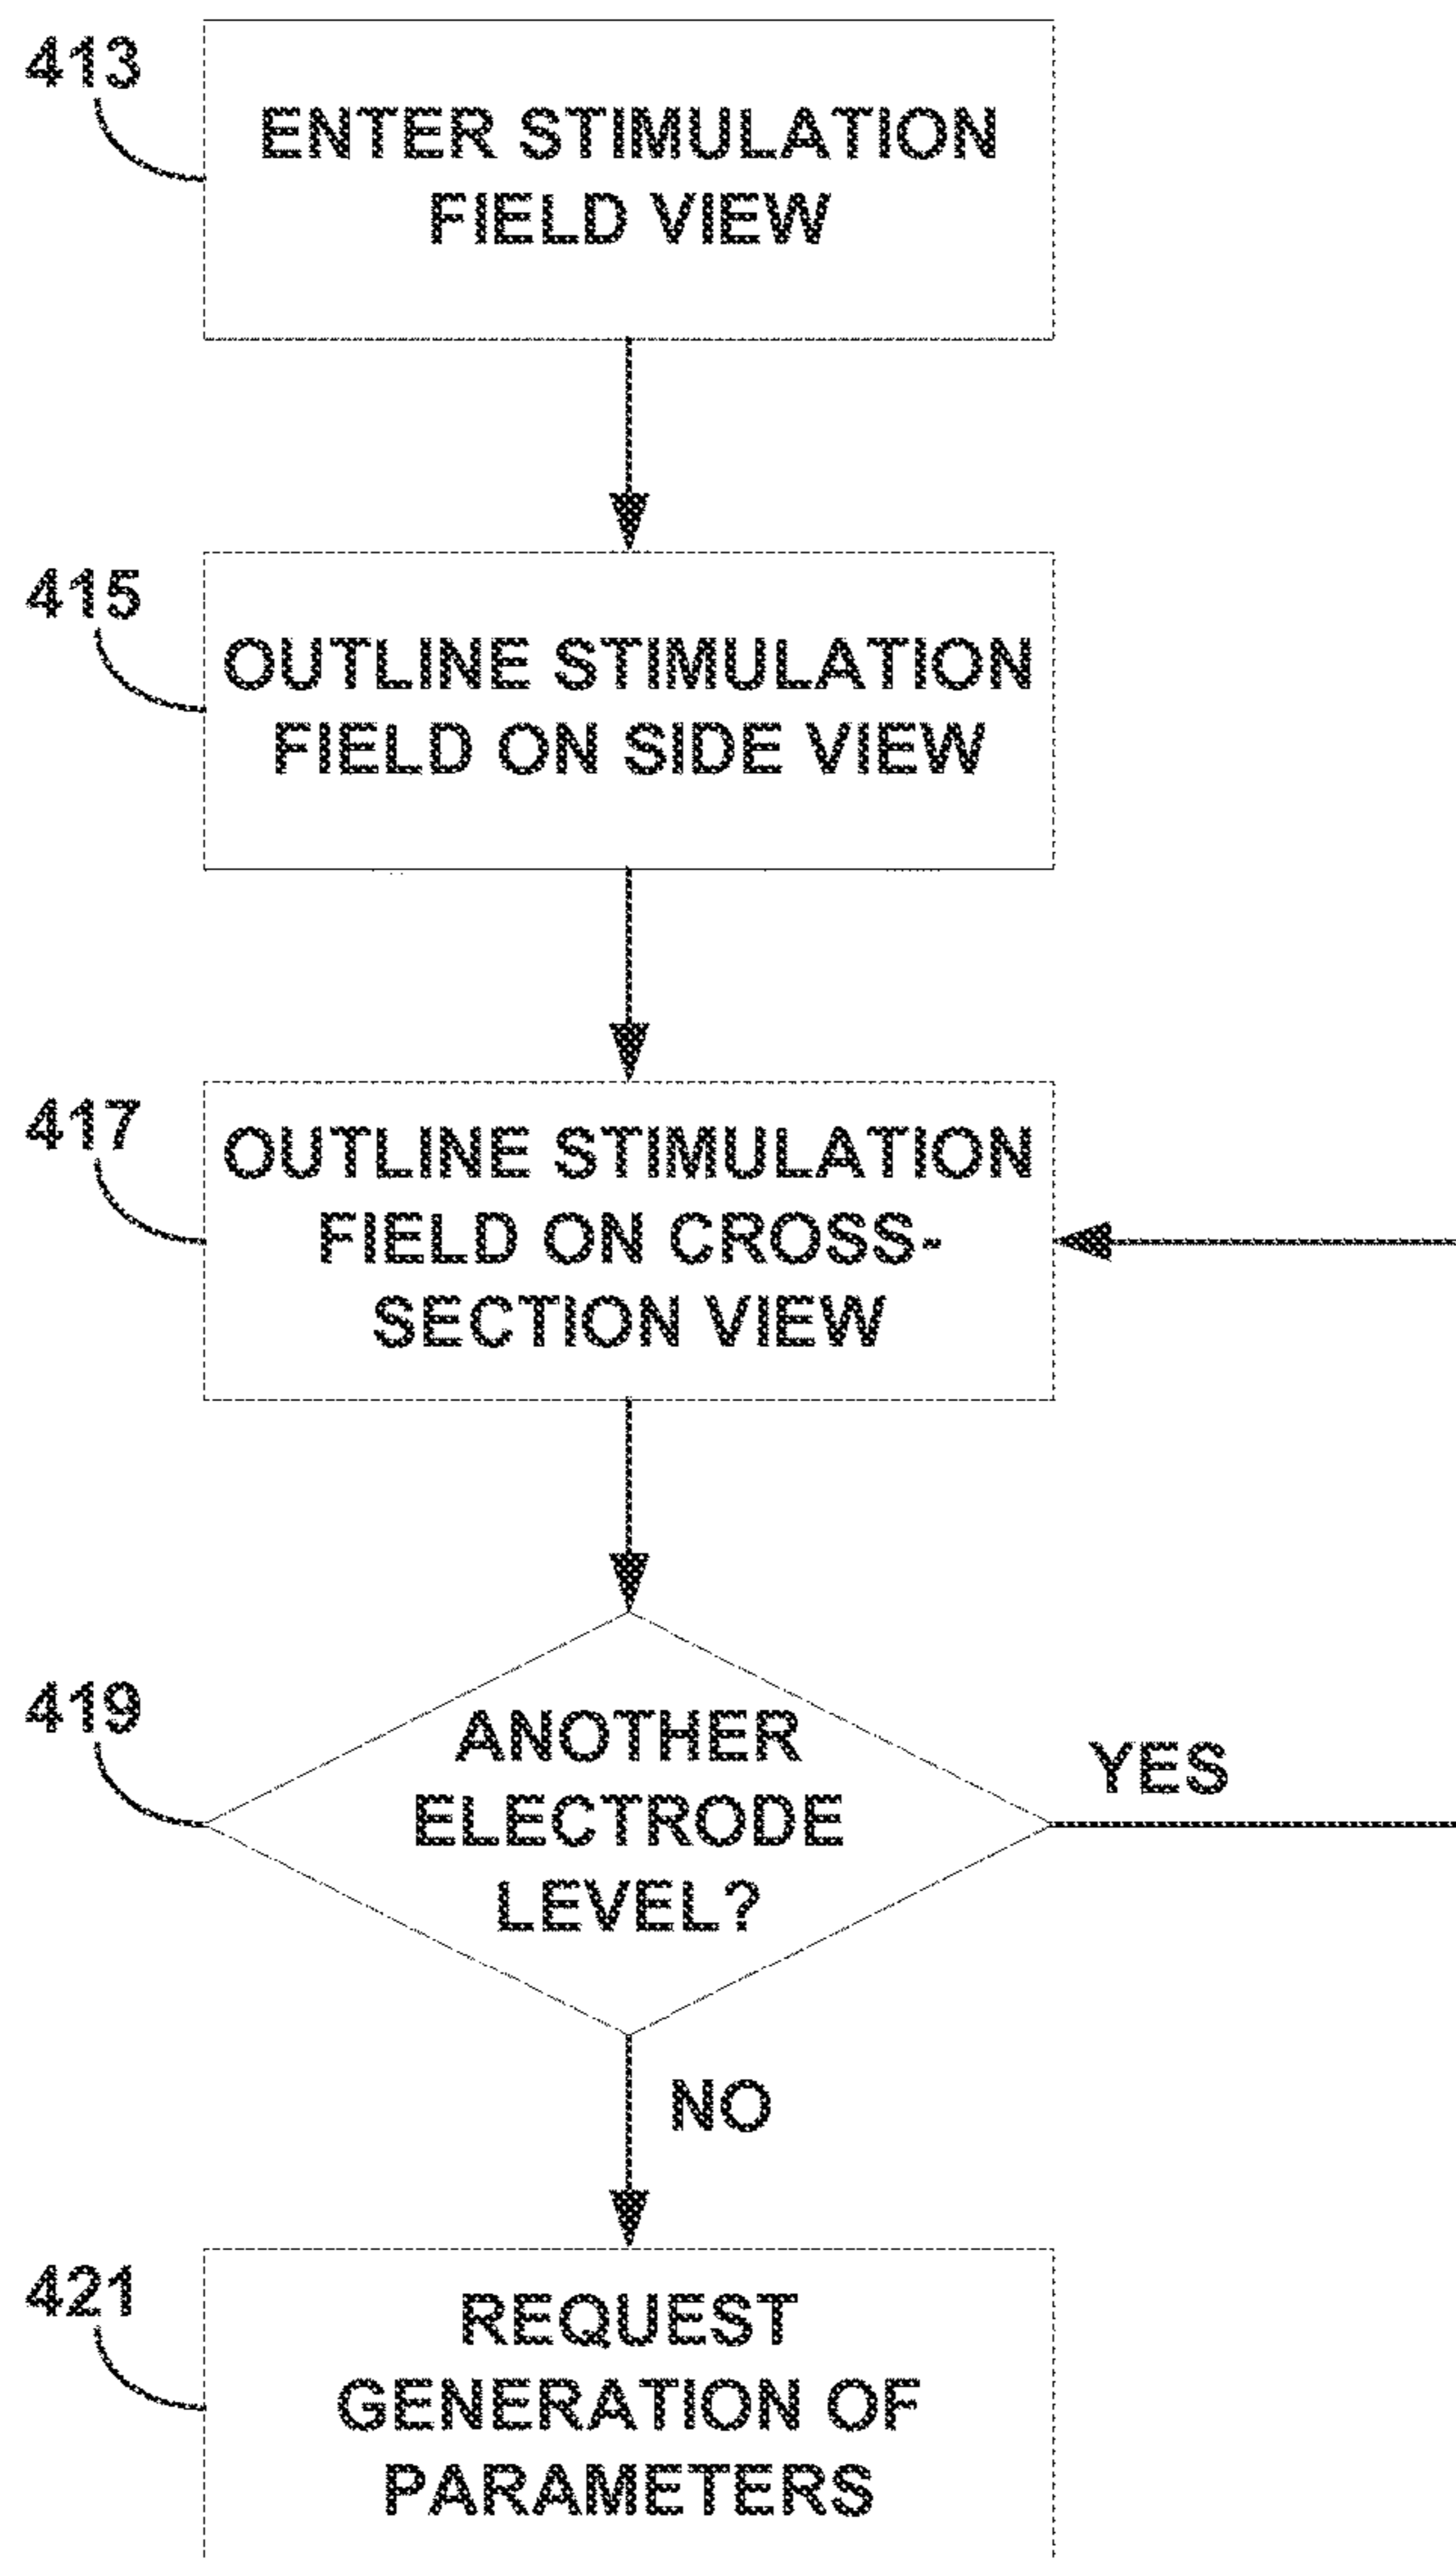 413
ENTER STIMULATION
FIELD VIEW
415
OUTLINE STIMULATION
FIELD ON SIDE VIEW
417
OUTLINE STIMULATION
FIELD ON CROSS-
SECTION VIEW
419
ANOTHER
ELECTRODE
LEVEL?
YES
NO
421
REQUEST
GENERATION OF
PARAMETERS